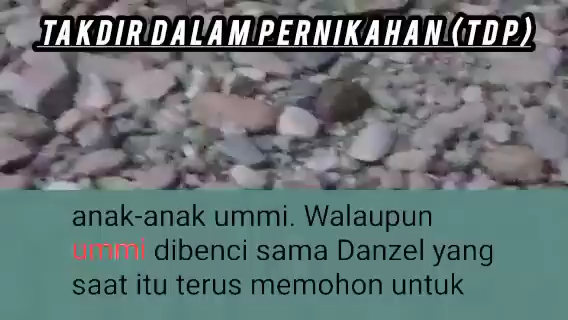 TAKDIR DALAM PERNIKAHAN (TDP)
anak-anak ummi. Walaupun
ummi dibenci sama Danzel yang
saat itu terus memohon untuk